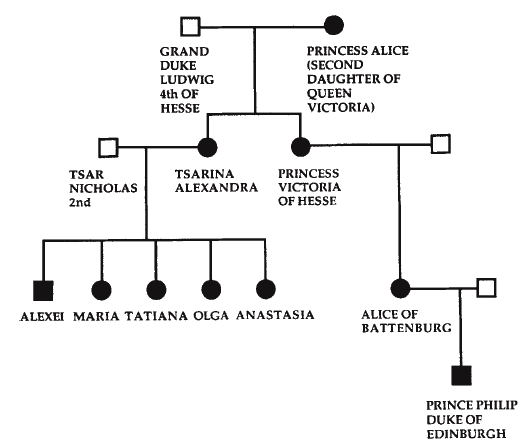 GRAND
DUKE
LUDWIG
4th OF
HESSE
PRINCESS ALICE
(SECOND
DAUGHTER OF
QUEEN
VICTORIA)
TSAR
NICHOLAS
2nd
TSARINA
ALEXANDRA
PRINCESS
VICTORIA
OF HESSE
ALEXEI MARIA TATIANA OLGA ANASTASIA
ALICE OF
BATTENBURG
PRINCE PHILIP
DUKE OF
EDINBURGH